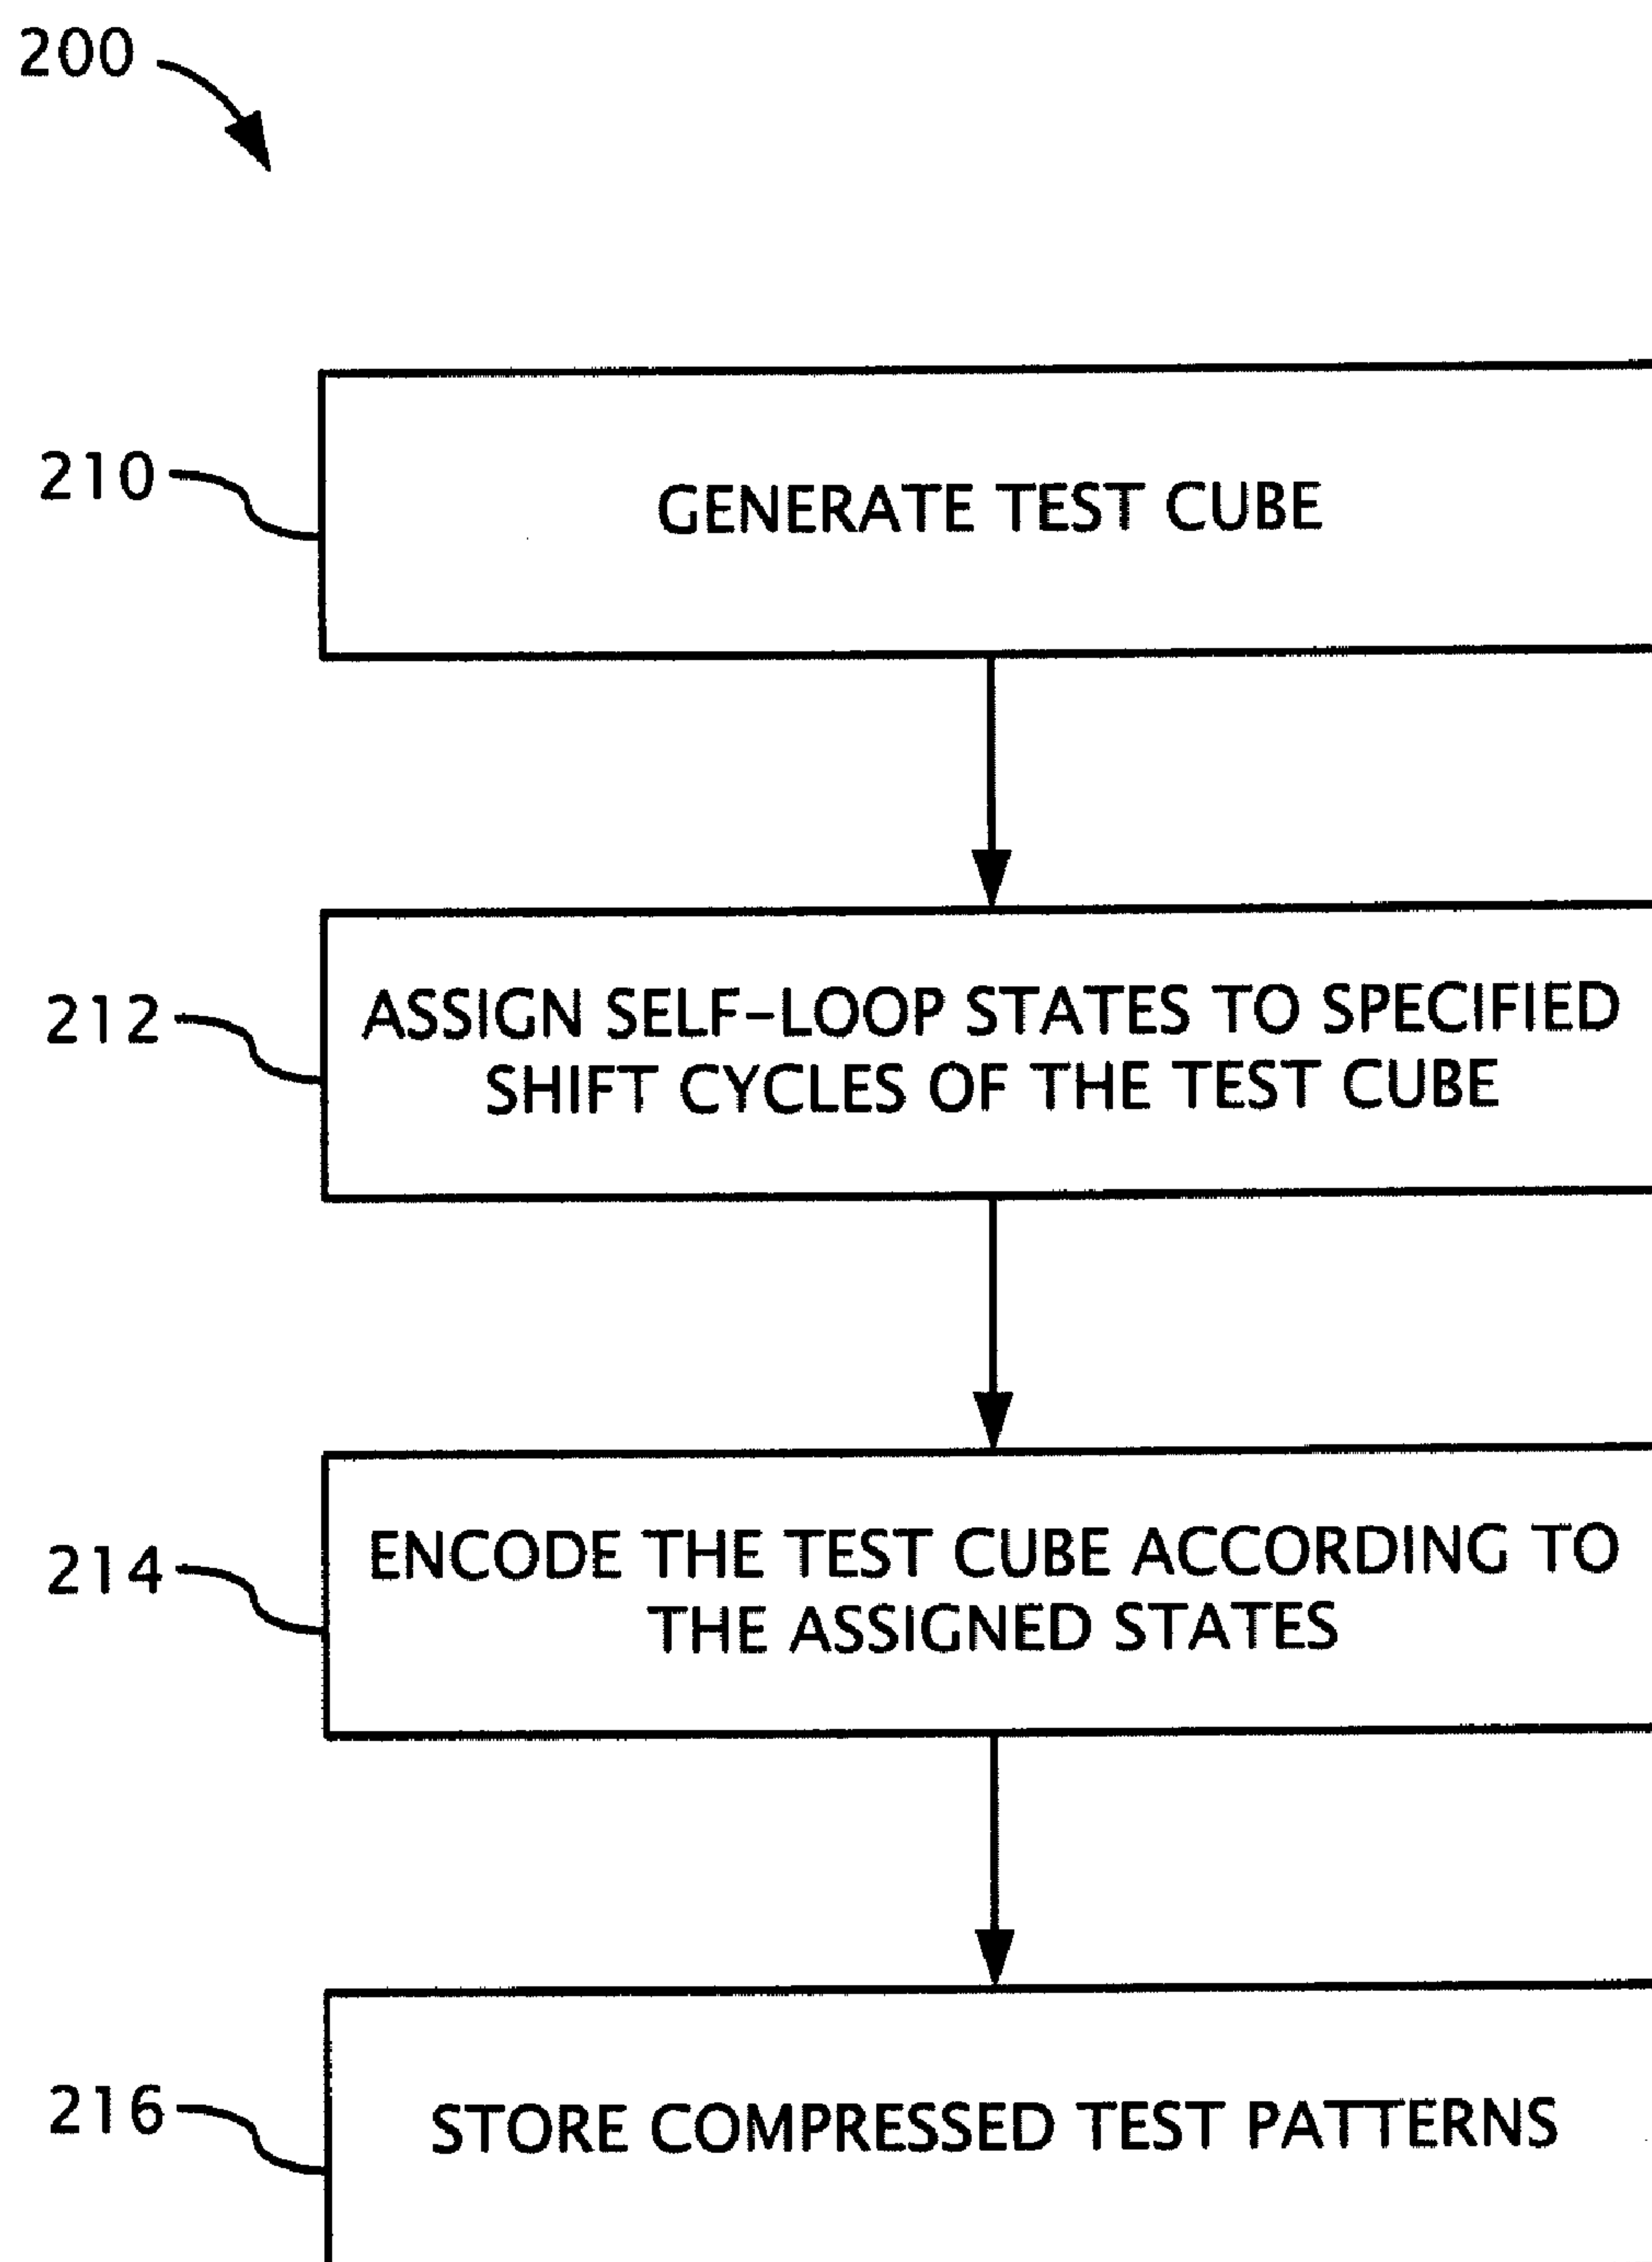 200
210
GENERATE TEST CUBE
212
ASSIGN SELF-LOOP STATES TO SPECIFIED
SHIFT CYCLES OF THE TEST CUBE
214
ENCODE THE TEST CUBE ACCORDING TO
THE ASSIGNED STATES
216
STORE COMPRESSED TEST PATTERNS